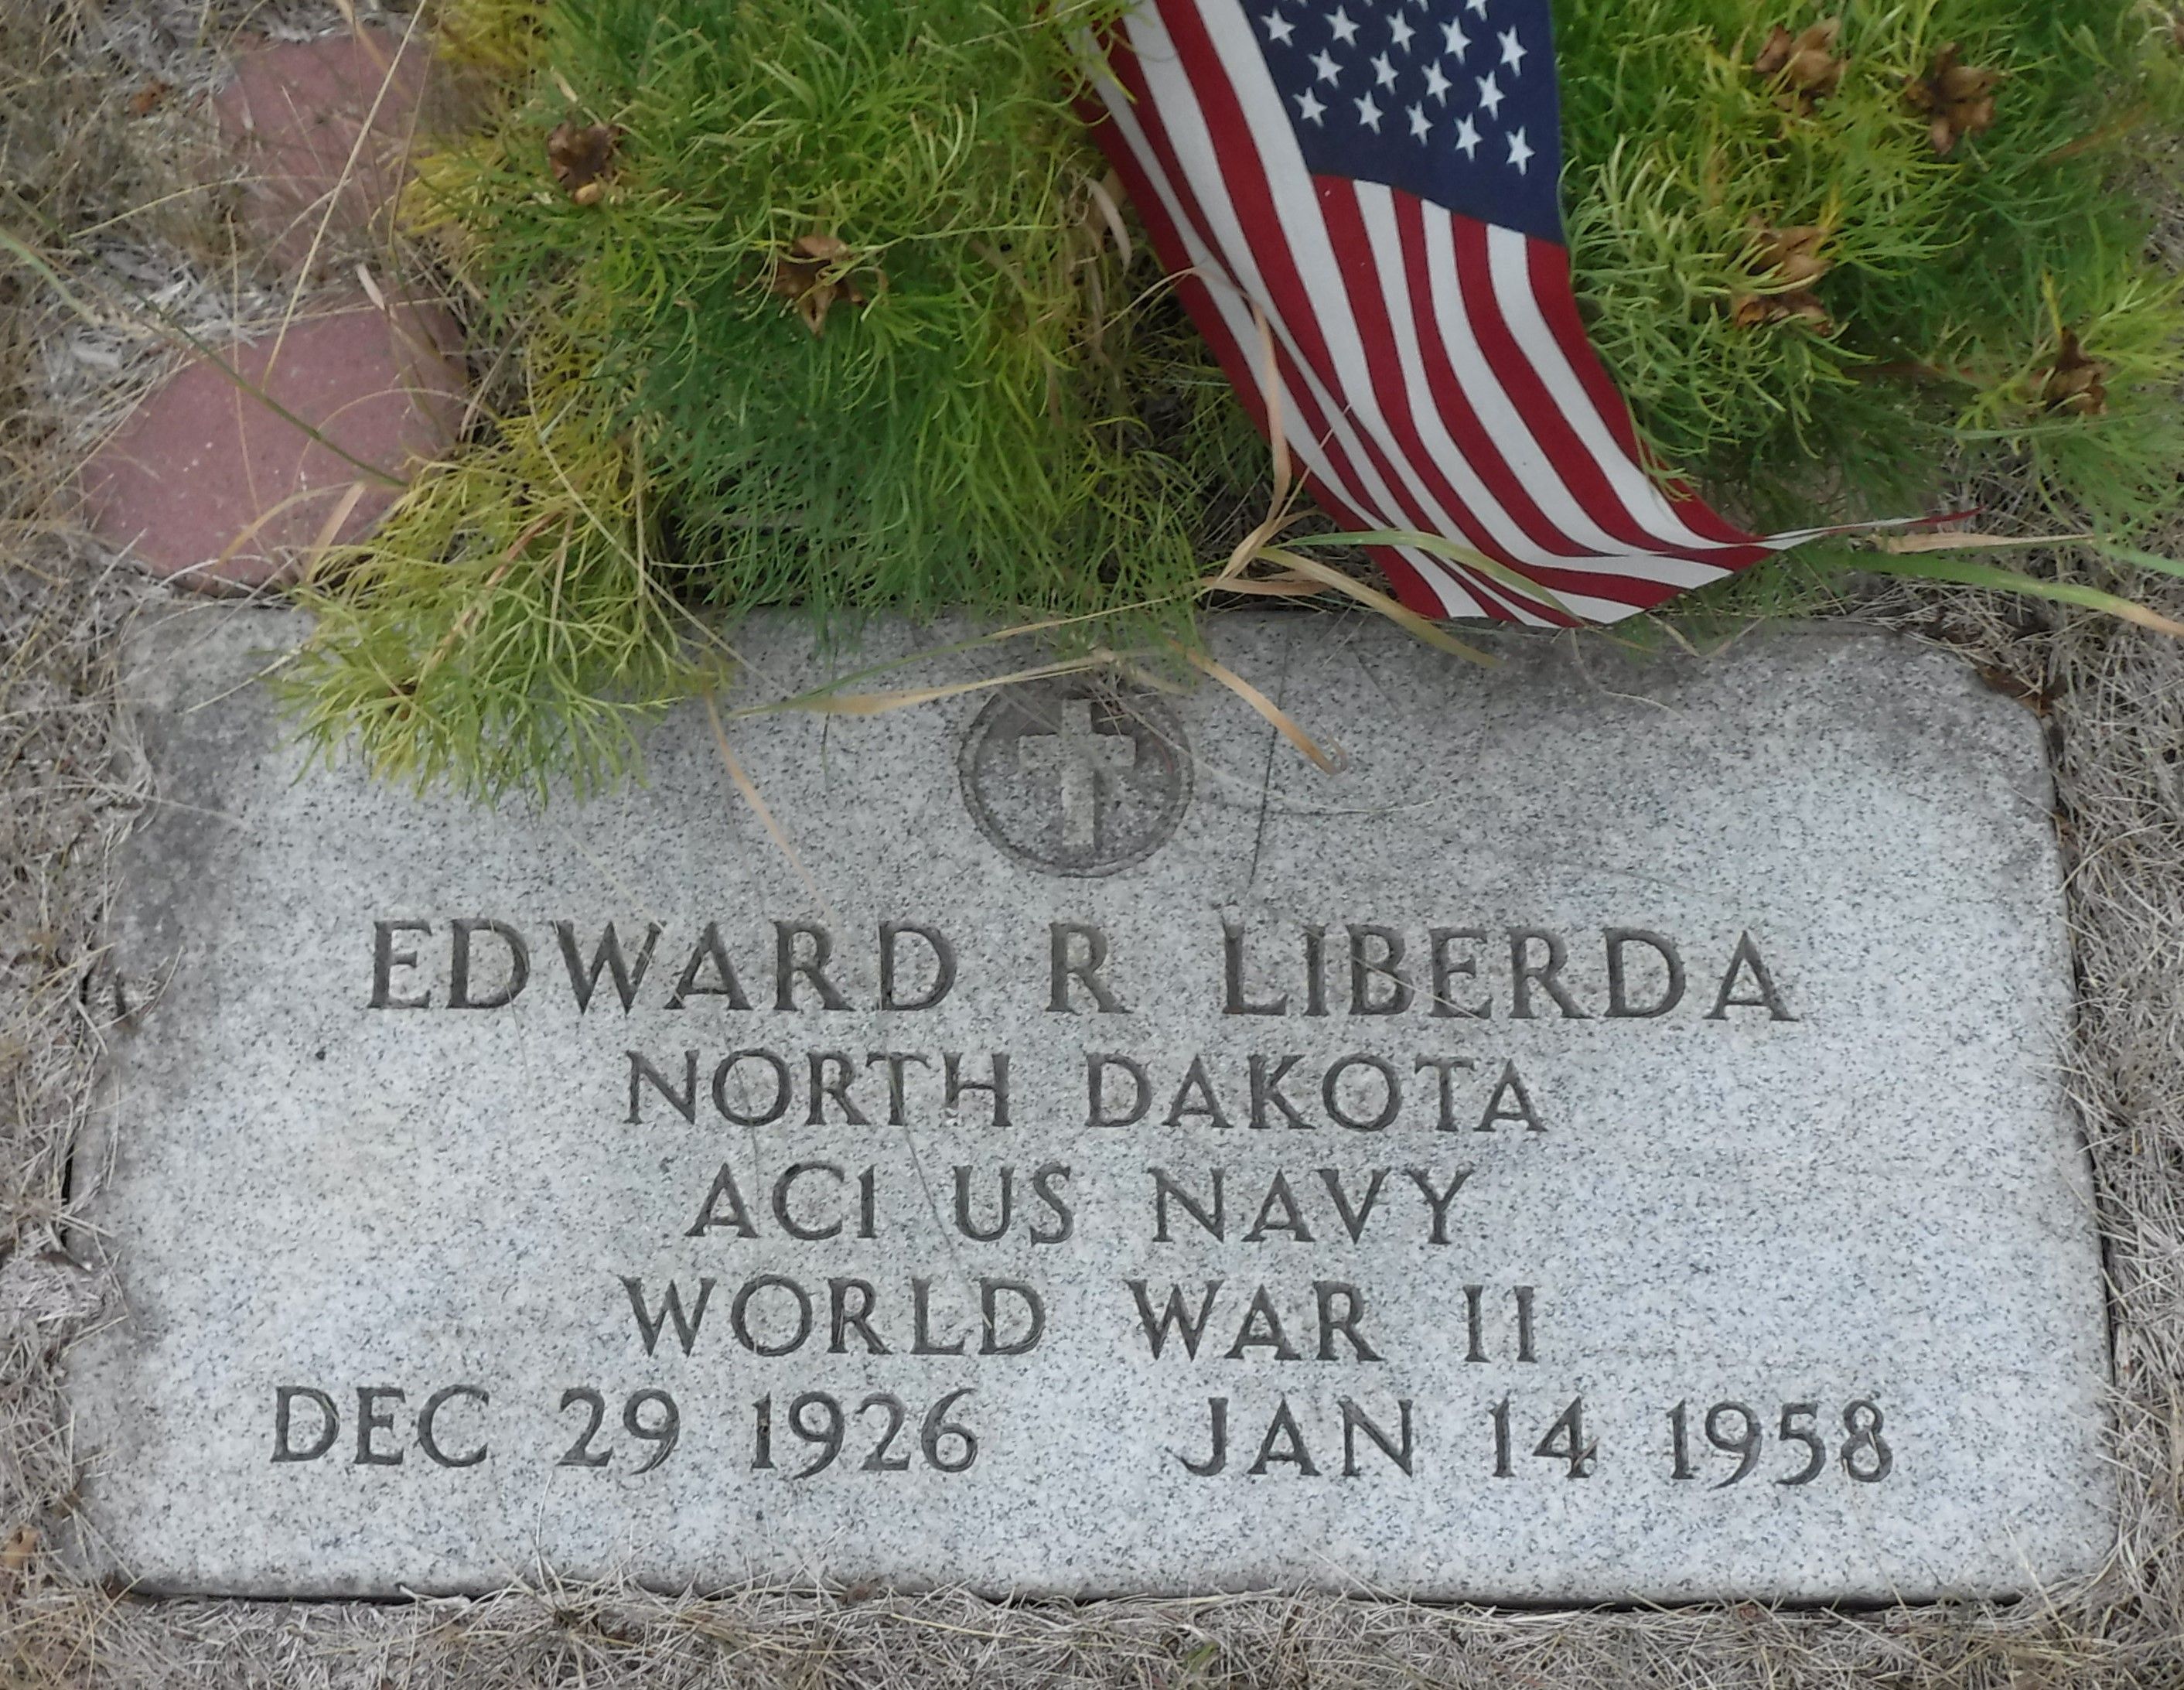 EDWARD R LIBERDA
NORTH DAKOTA
AC1 US NAVY
WORLD WAR II
DEC 29 1926 JAN 14 1958